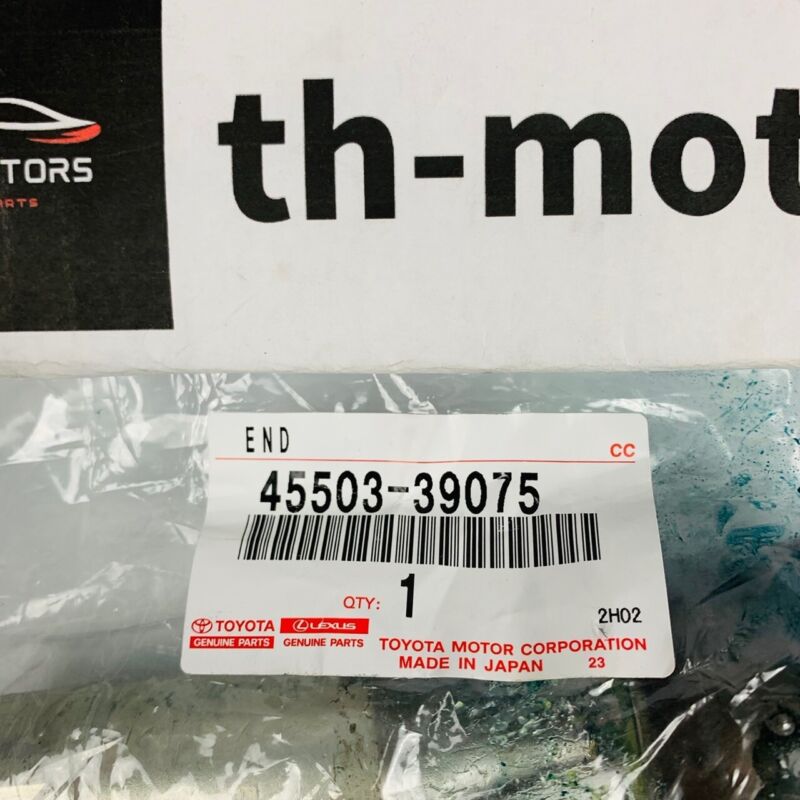 TORS
th-mot
END
CC
45503-39075
QTY: 1
2H02
TOYOTA
GENUINE PARTS
LEXUS
GENUINE PARTS
TOYOTA MOTOR CORPORATION
MADE IN JAPAN 23